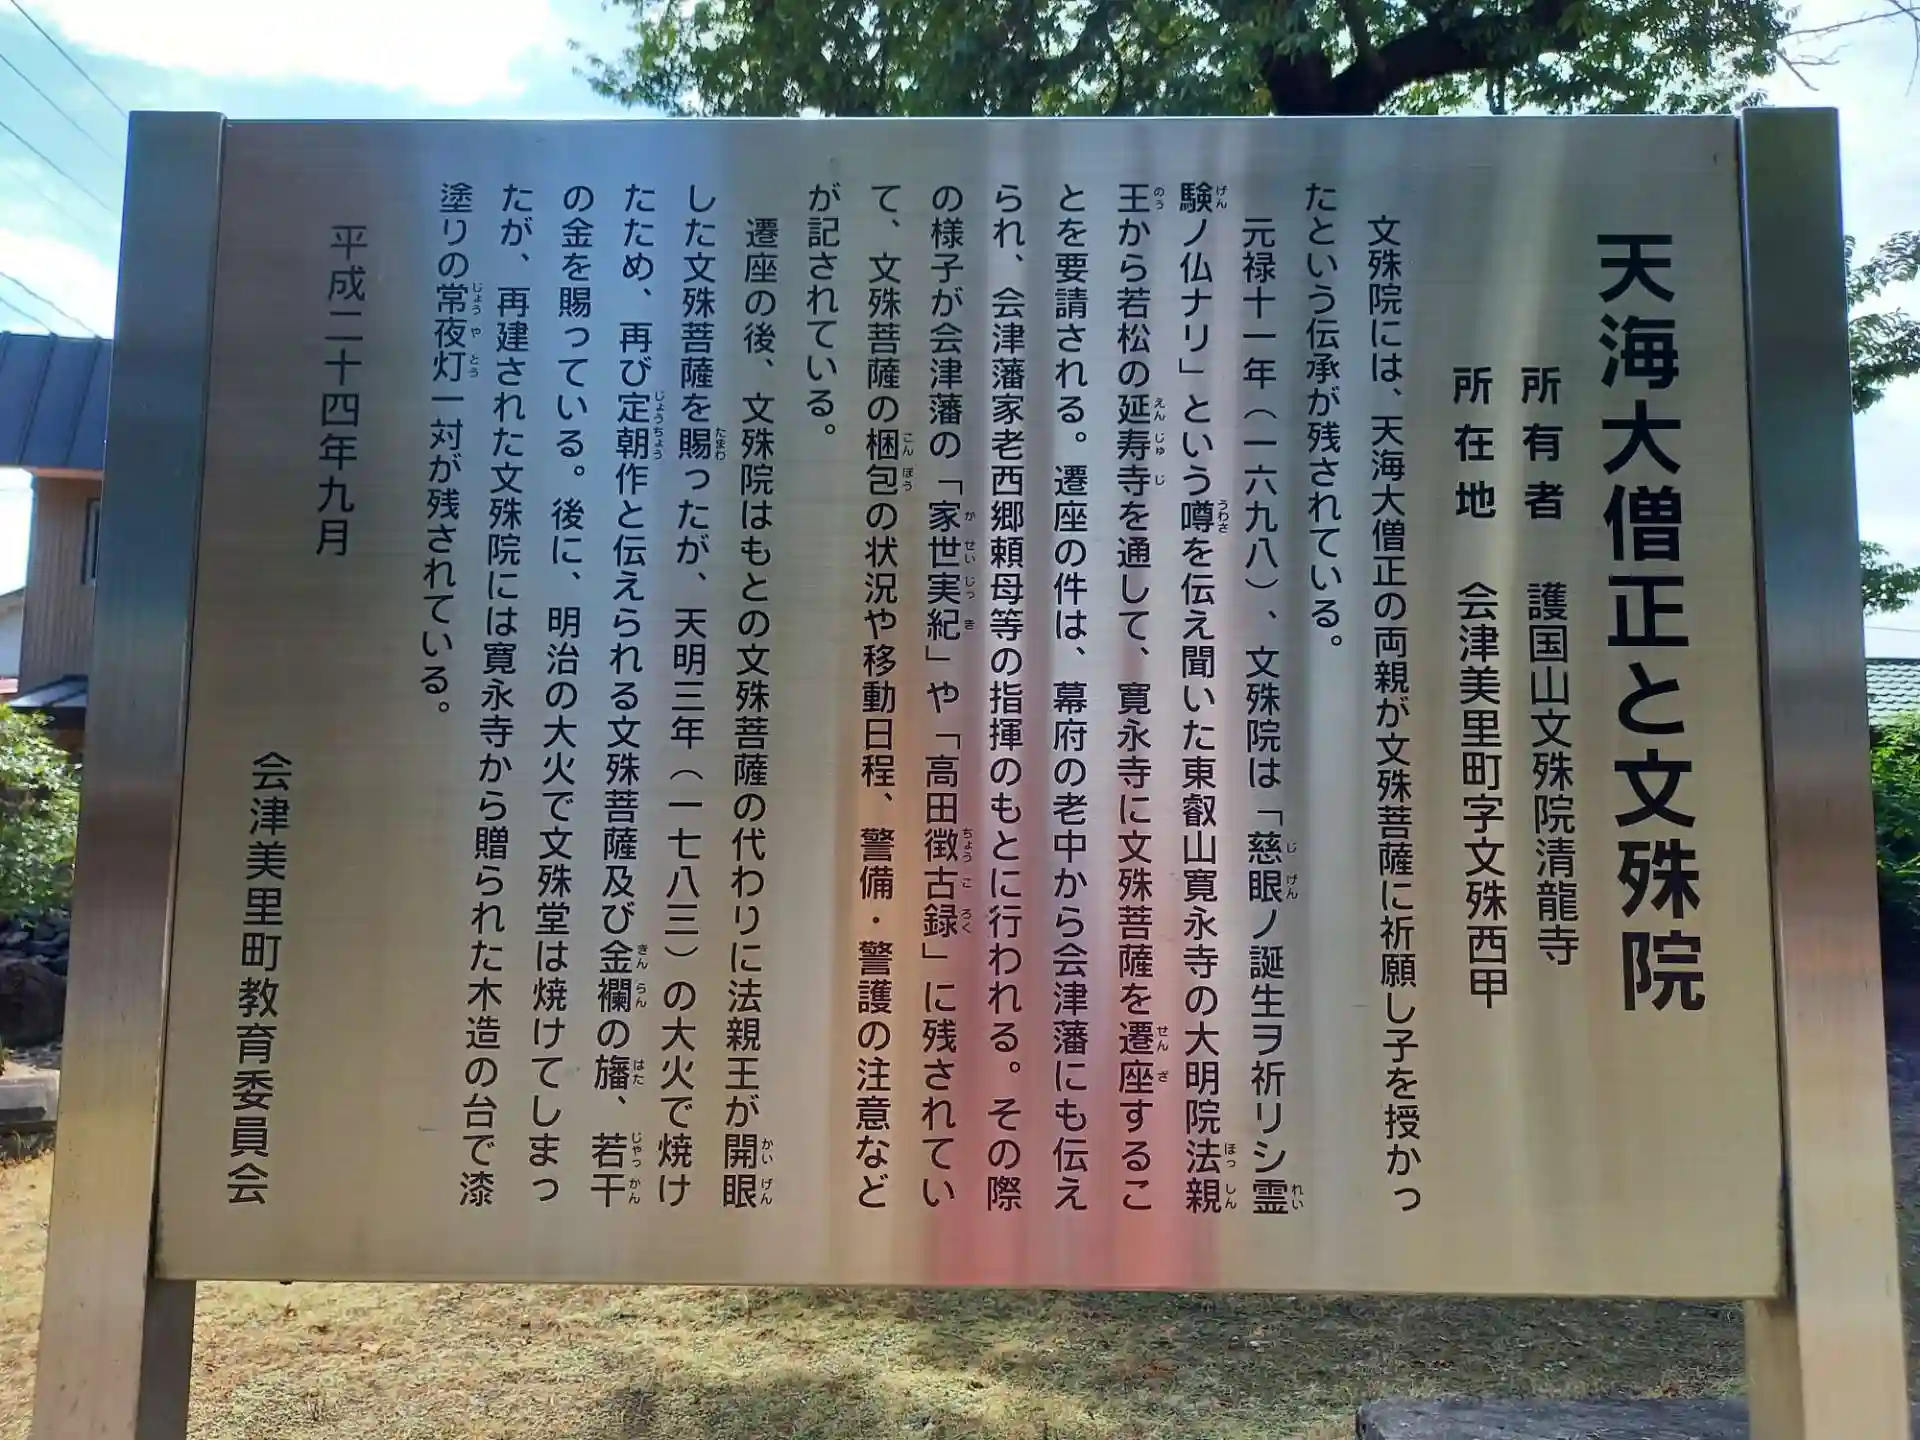 天海大僧正と文殊院
所有者 護国山文殊院清龍寺
所在地 会津美里町字文殊西甲
文殊院には、天海大僧正の両親が文殊菩薩に祈願し子を授かっ
たという伝承が残されている。
元禄十一年（一六九八）、文殊院は「慈眼ノ誕生ヲ祈リシ霊
験ノ仏ナリ」という噂を伝え聞いた東叡山寛永寺の大明院法親
王から若松の延寿寺を通して、寛永寺に文殊菩薩を遷座するこ
とを要請される。遷座の件は、幕府の老中から会津藩にも伝え
られ、会津藩家老西郷頼母等の指揮のもとに行われる。その際
の様子が会津藩の「家世実紀」や「高田徴古録」に残されてい
て、文殊菩薩の梱包の状況や移動日程、警備・警護の注意など
が記されている。
遷座の後、文殊院はもとの文殊菩薩の代わりに法親王が開眼
した文殊菩薩を賜ったが、天明三年（一七八三）の大火で焼け
たため、再び定朝作と伝えられる文殊菩薩及び金襴の旛、若干
の金を賜っている。後に、明治の大火で文殊堂は焼けてしまっ
たが、再建された文殊院には寛永寺から贈られた木造の台で漆
塗りの常夜灯一対が残されている。
平成二十四年九月
会津美里町教育委員会